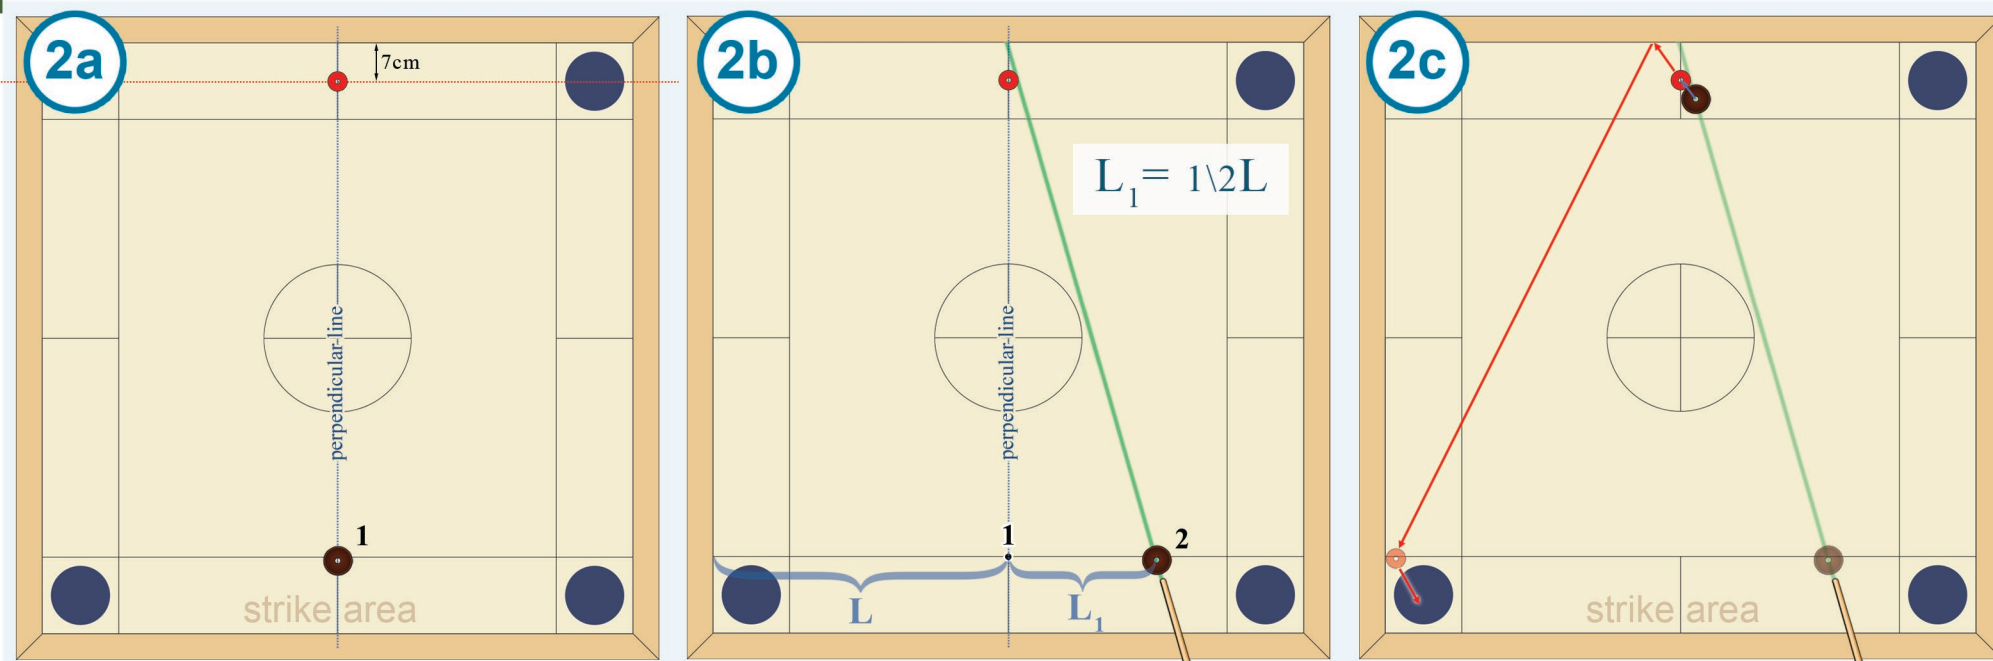 2a
7cm
perpendicular-line
1
strike area
2b
L1= 1\2L
perpendicular-line
1
2
L
L1
2c
strike area